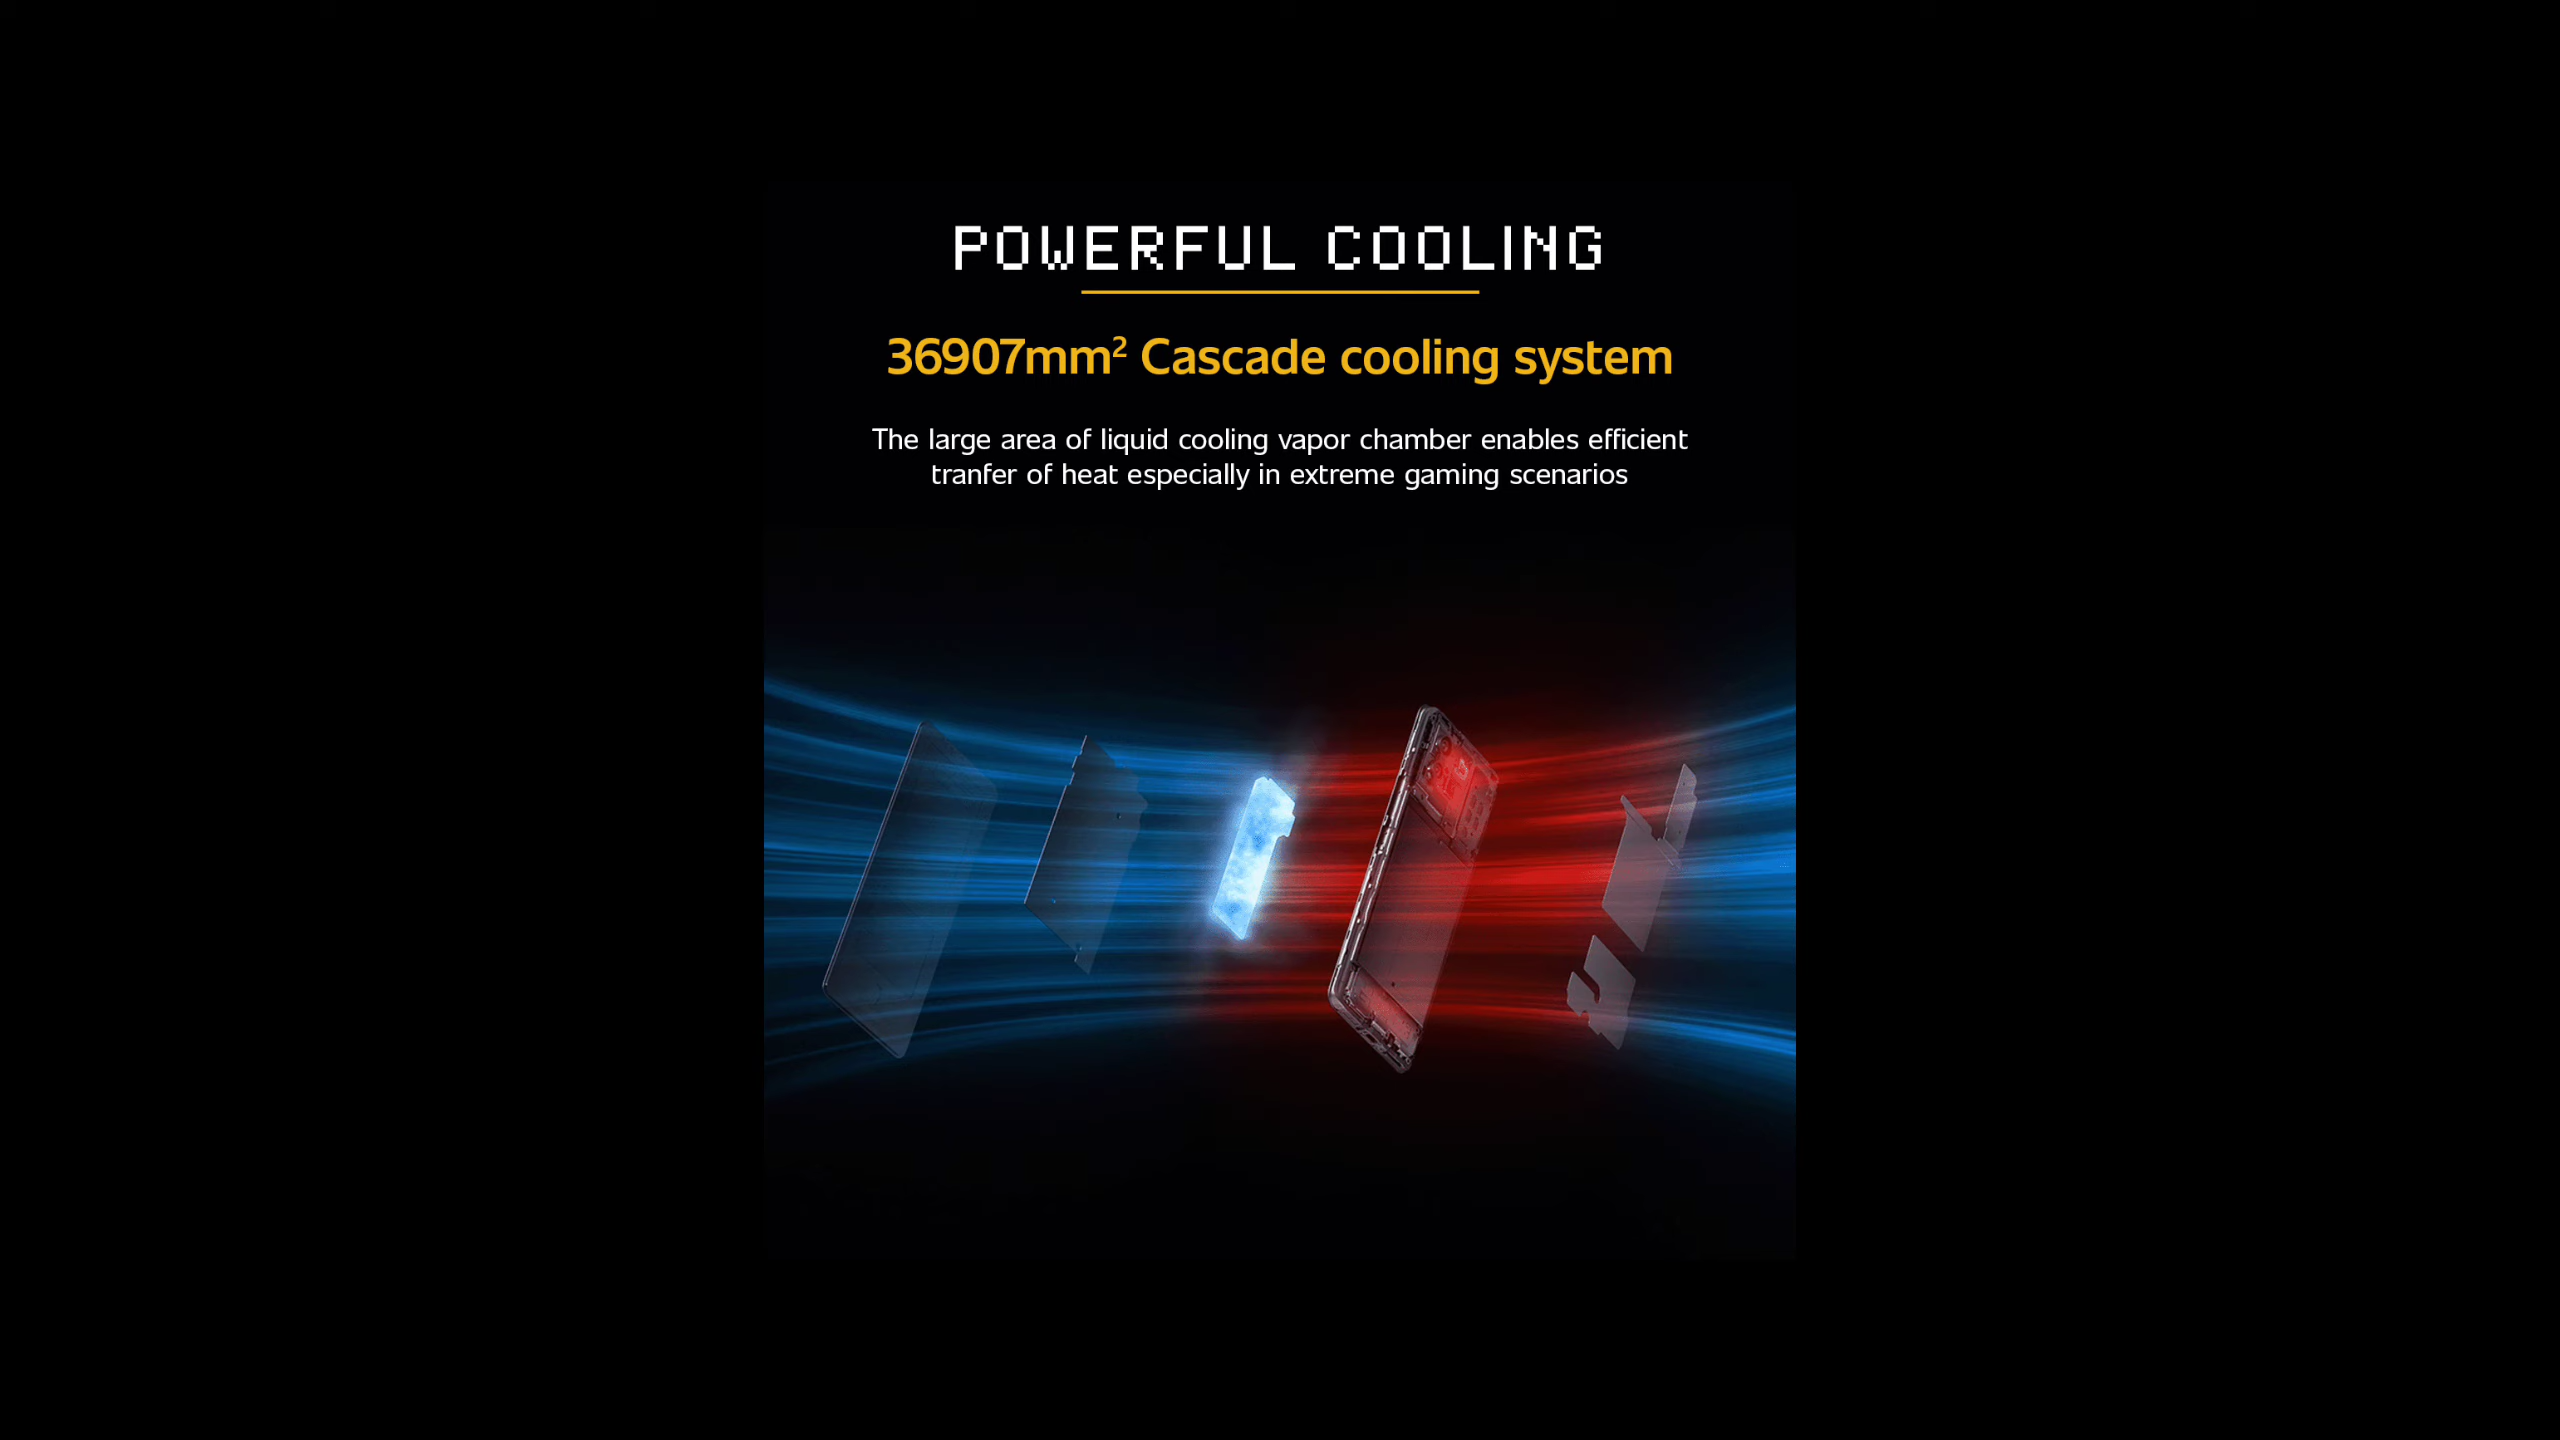 POWERFUL COOLING
36907mm² Cascade cooling system
The large area of liquid cooling vapor chamber enables efficient
tranfer of heat especially in extreme gaming scenarios